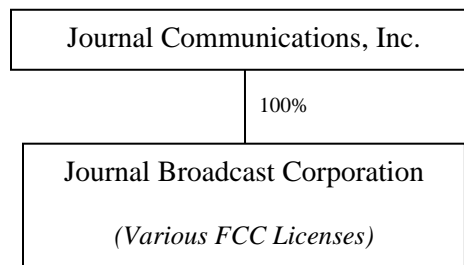 Journal Communications, Inc.
100%
Journal Broadcast Corporation
(Various FCC Licenses)